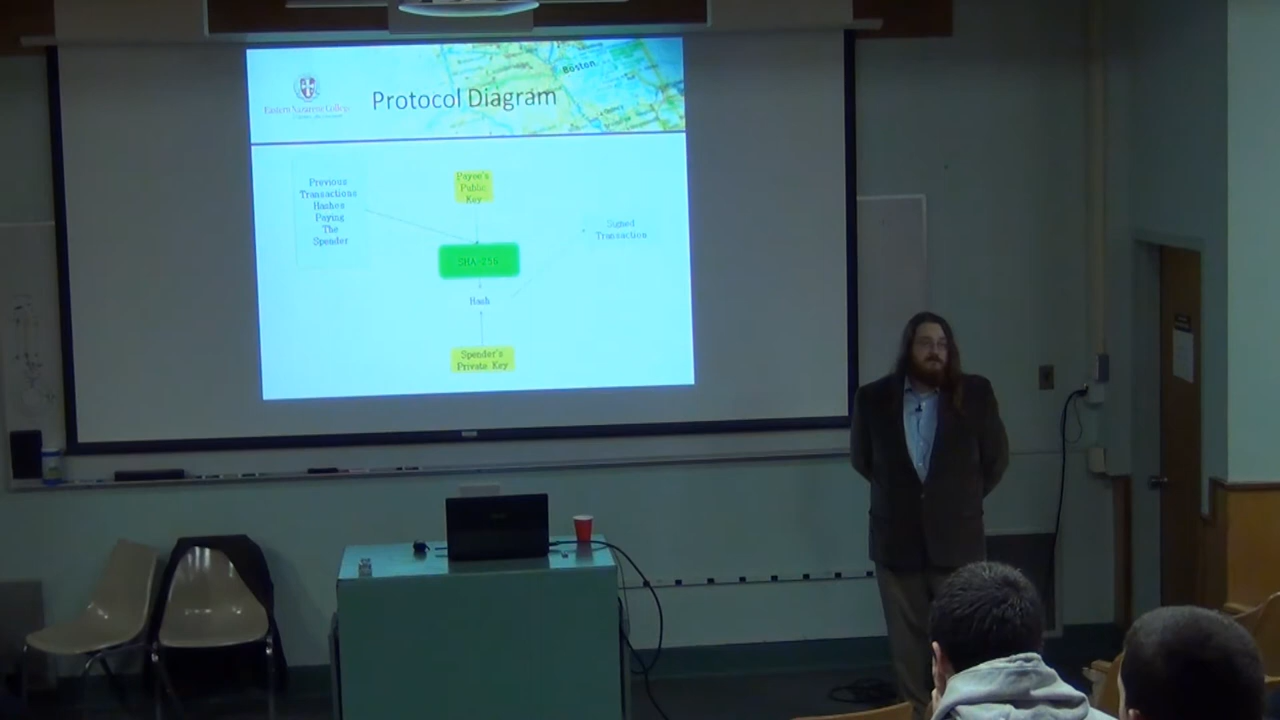 Eastern Nazarene College
Protocol Diagram
Boston
Previous
Transactions
Hashes
Paying
The
Spender
Payee's
Public
Key
Signed
Transaction
SHA-256
Hash
Spender's
Private Key